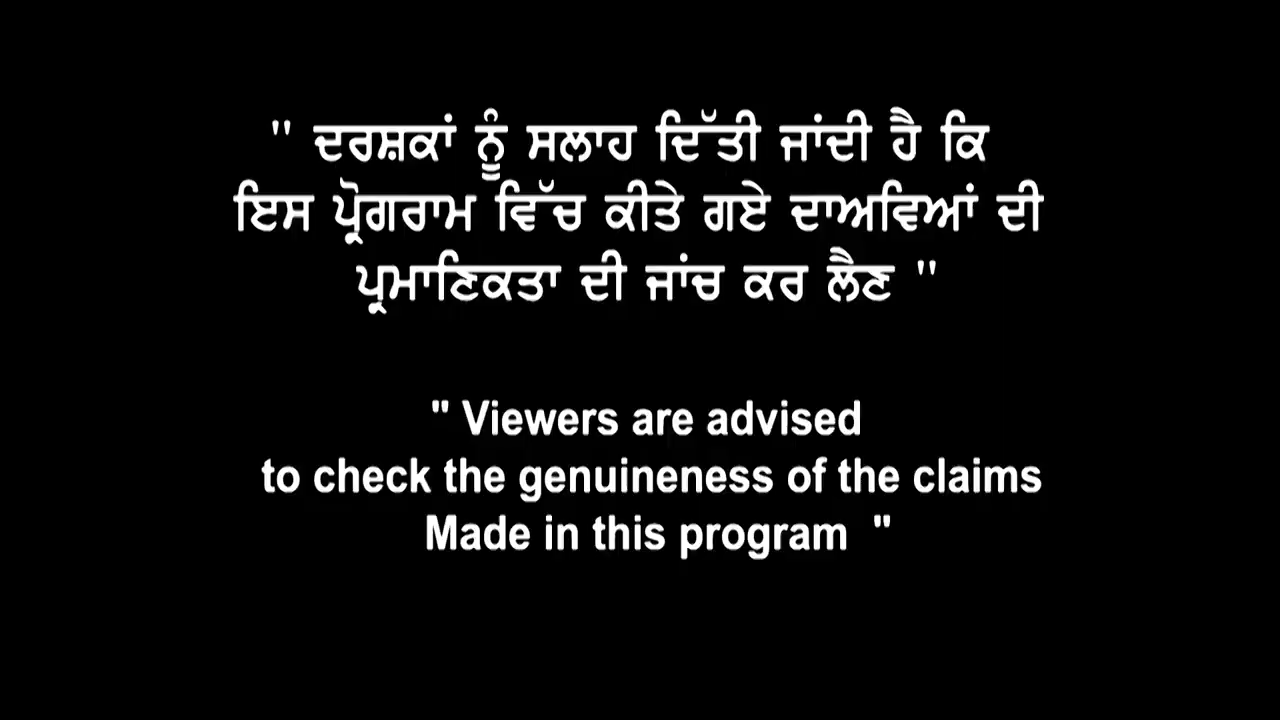 " ਦਰਸ਼ਕਾਂ ਨੂੰ ਸਲਾਹ ਦਿੱਤੀ ਜਾਂਦੀ ਹੈ ਕਿ
ਇਸ ਪ੍ਰੋਗਰਾਮ ਵਿੱਚ ਕੀਤੇ ਗਏ ਦਾਅਵਿਆਂ ਦੀ
ਪ੍ਰਮਾਣਿਕਤਾ ਦੀ ਜਾਂਚ ਕਰ ਲੈਣ "
" Viewers are advised
to check the genuineness of the claims
Made in this program "